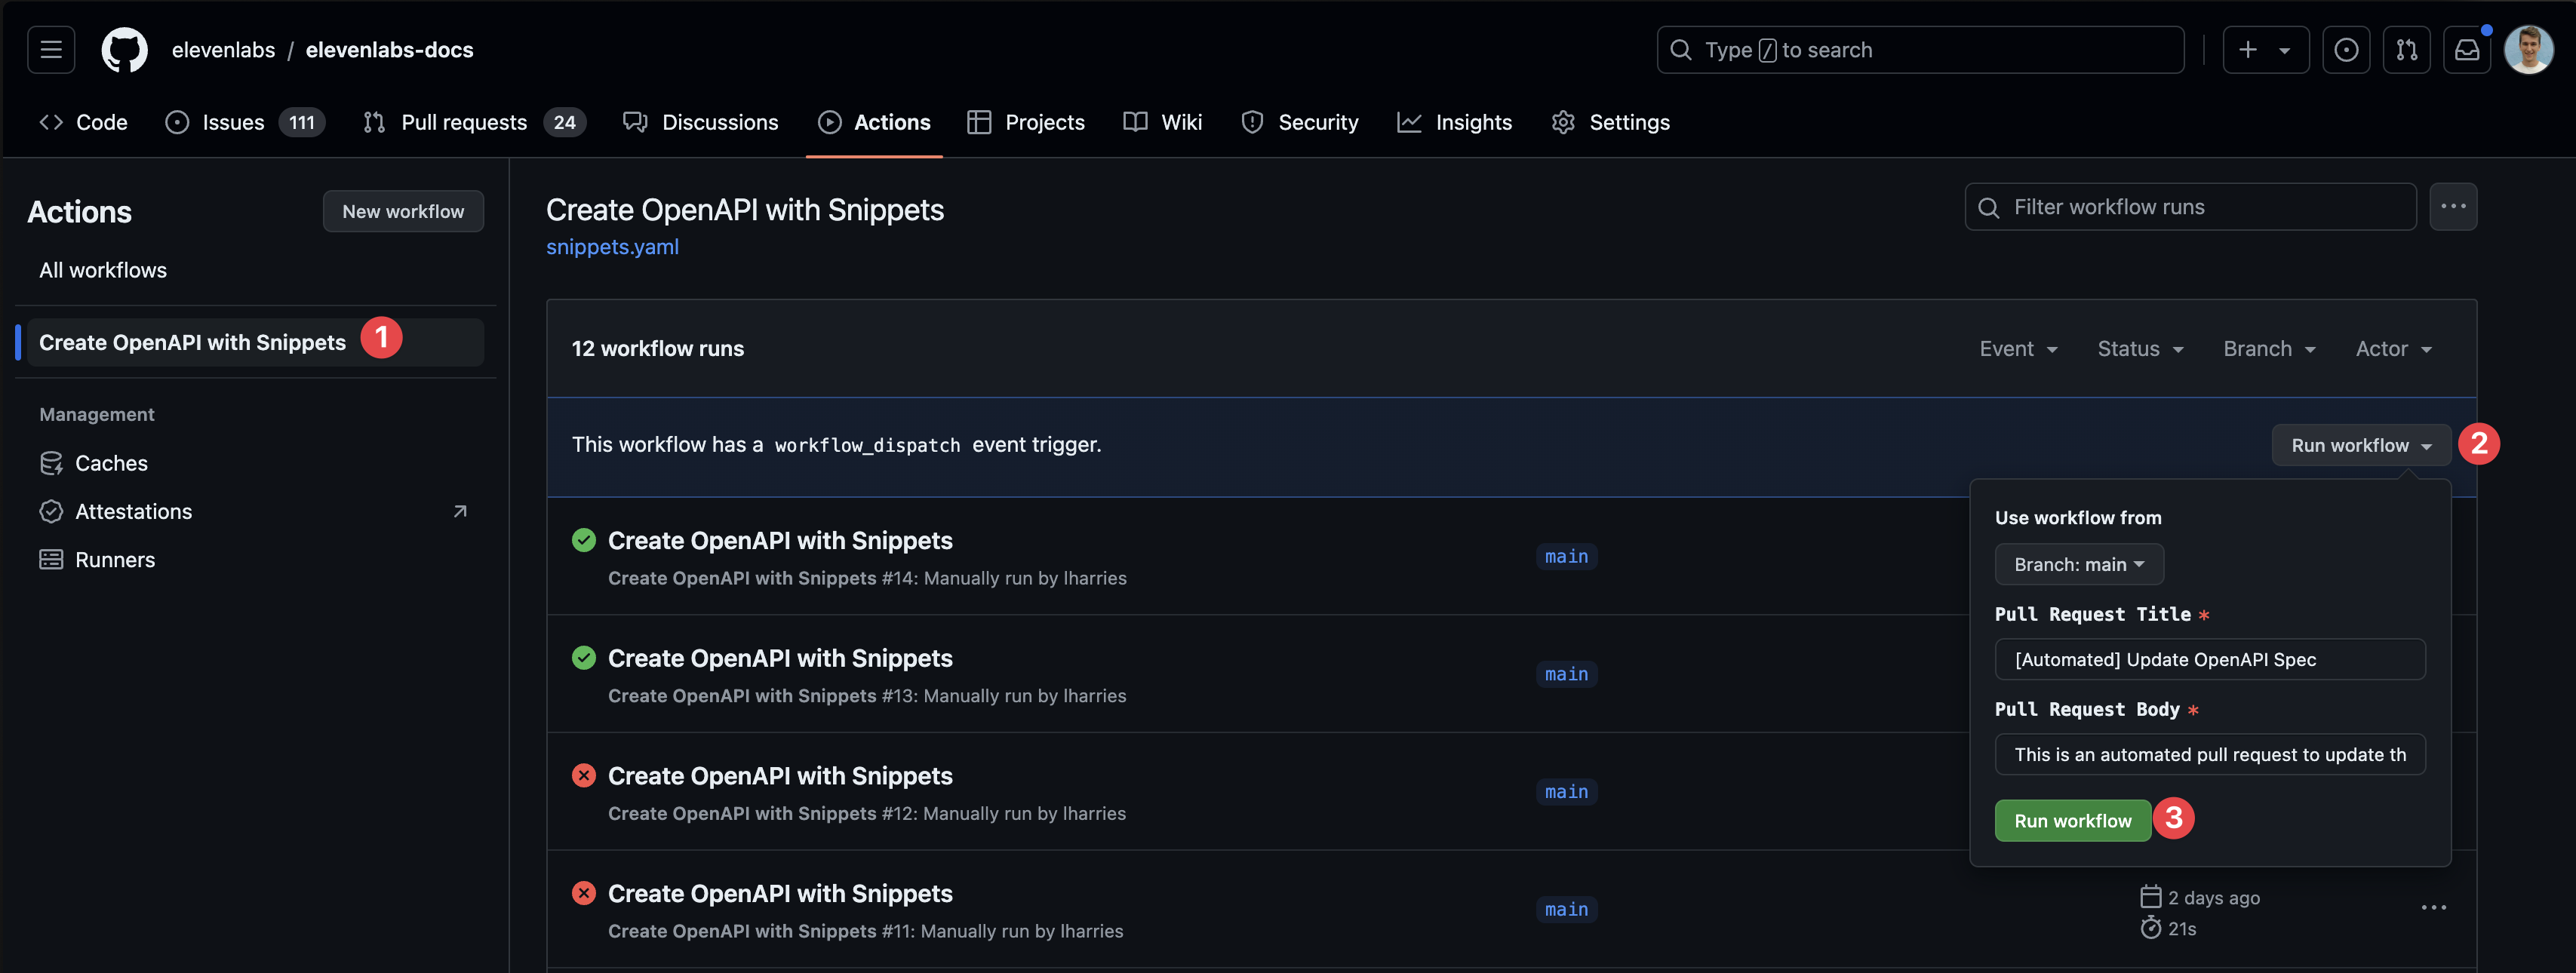 elevenlabs / elevenlabs-docs
Type / to search
Code
Issues 111
Pull requests 24
Discussions
Actions
Projects
Wiki
Security
Insights
Settings
Actions
New workflow
All workflows
Create OpenAPI with Snippets 1
Management
Caches
Attestations
Runners
Create OpenAPI with Snippets
snippets.yaml
Filter workflow runs
12 workflow runs
Event
Status
Branch
Actor
This workflow has a workflow_dispatch event trigger.
Run workflow 2
Use workflow from
Branch: main
Pull Request Title *
[Automated] Update OpenAPI Spec
Pull Request Body *
This is an automated pull request to update th
Run workflow 3
Create OpenAPI with Snippets
Create OpenAPI with Snippets #14: Manually run by lharries
main
Create OpenAPI with Snippets
Create OpenAPI with Snippets #13: Manually run by lharries
main
Create OpenAPI with Snippets
Create OpenAPI with Snippets #12: Manually run by lharries
main
Create OpenAPI with Snippets
Create OpenAPI with Snippets #11: Manually run by lharries
main
2 days ago
21s